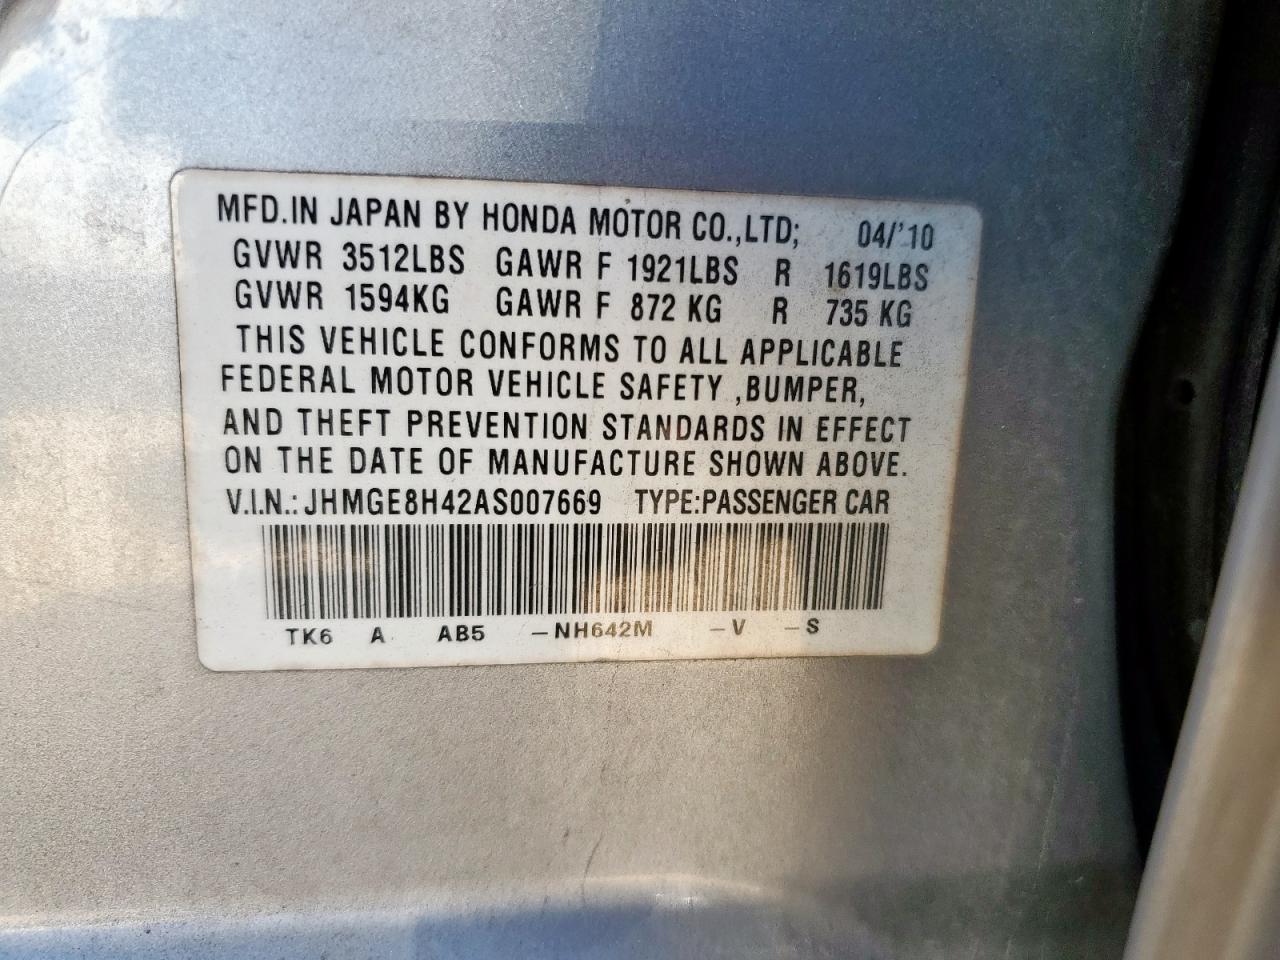 MFD.IN JAPAN BY HONDA MOTOR CO.,LTD; 04/'10
GVWR 3512LBS GAWR F 1921LBS R 1619LBS
GVWR 1594KG GAWR F 872 KG R 735 KG
THIS VEHICLE CONFORMS TO ALL APPLICABLE
FEDERAL MOTOR VEHICLE SAFETY ,BUMPER,
AND THEFT PREVENTION STANDARDS IN EFFECT
ON THE DATE OF MANUFACTURE SHOWN ABOVE.
V.I.N.: JHMGE8H42AS007669 TYPE:PASSENGER CAR
TK6 A AB5 –NH642M –V –S